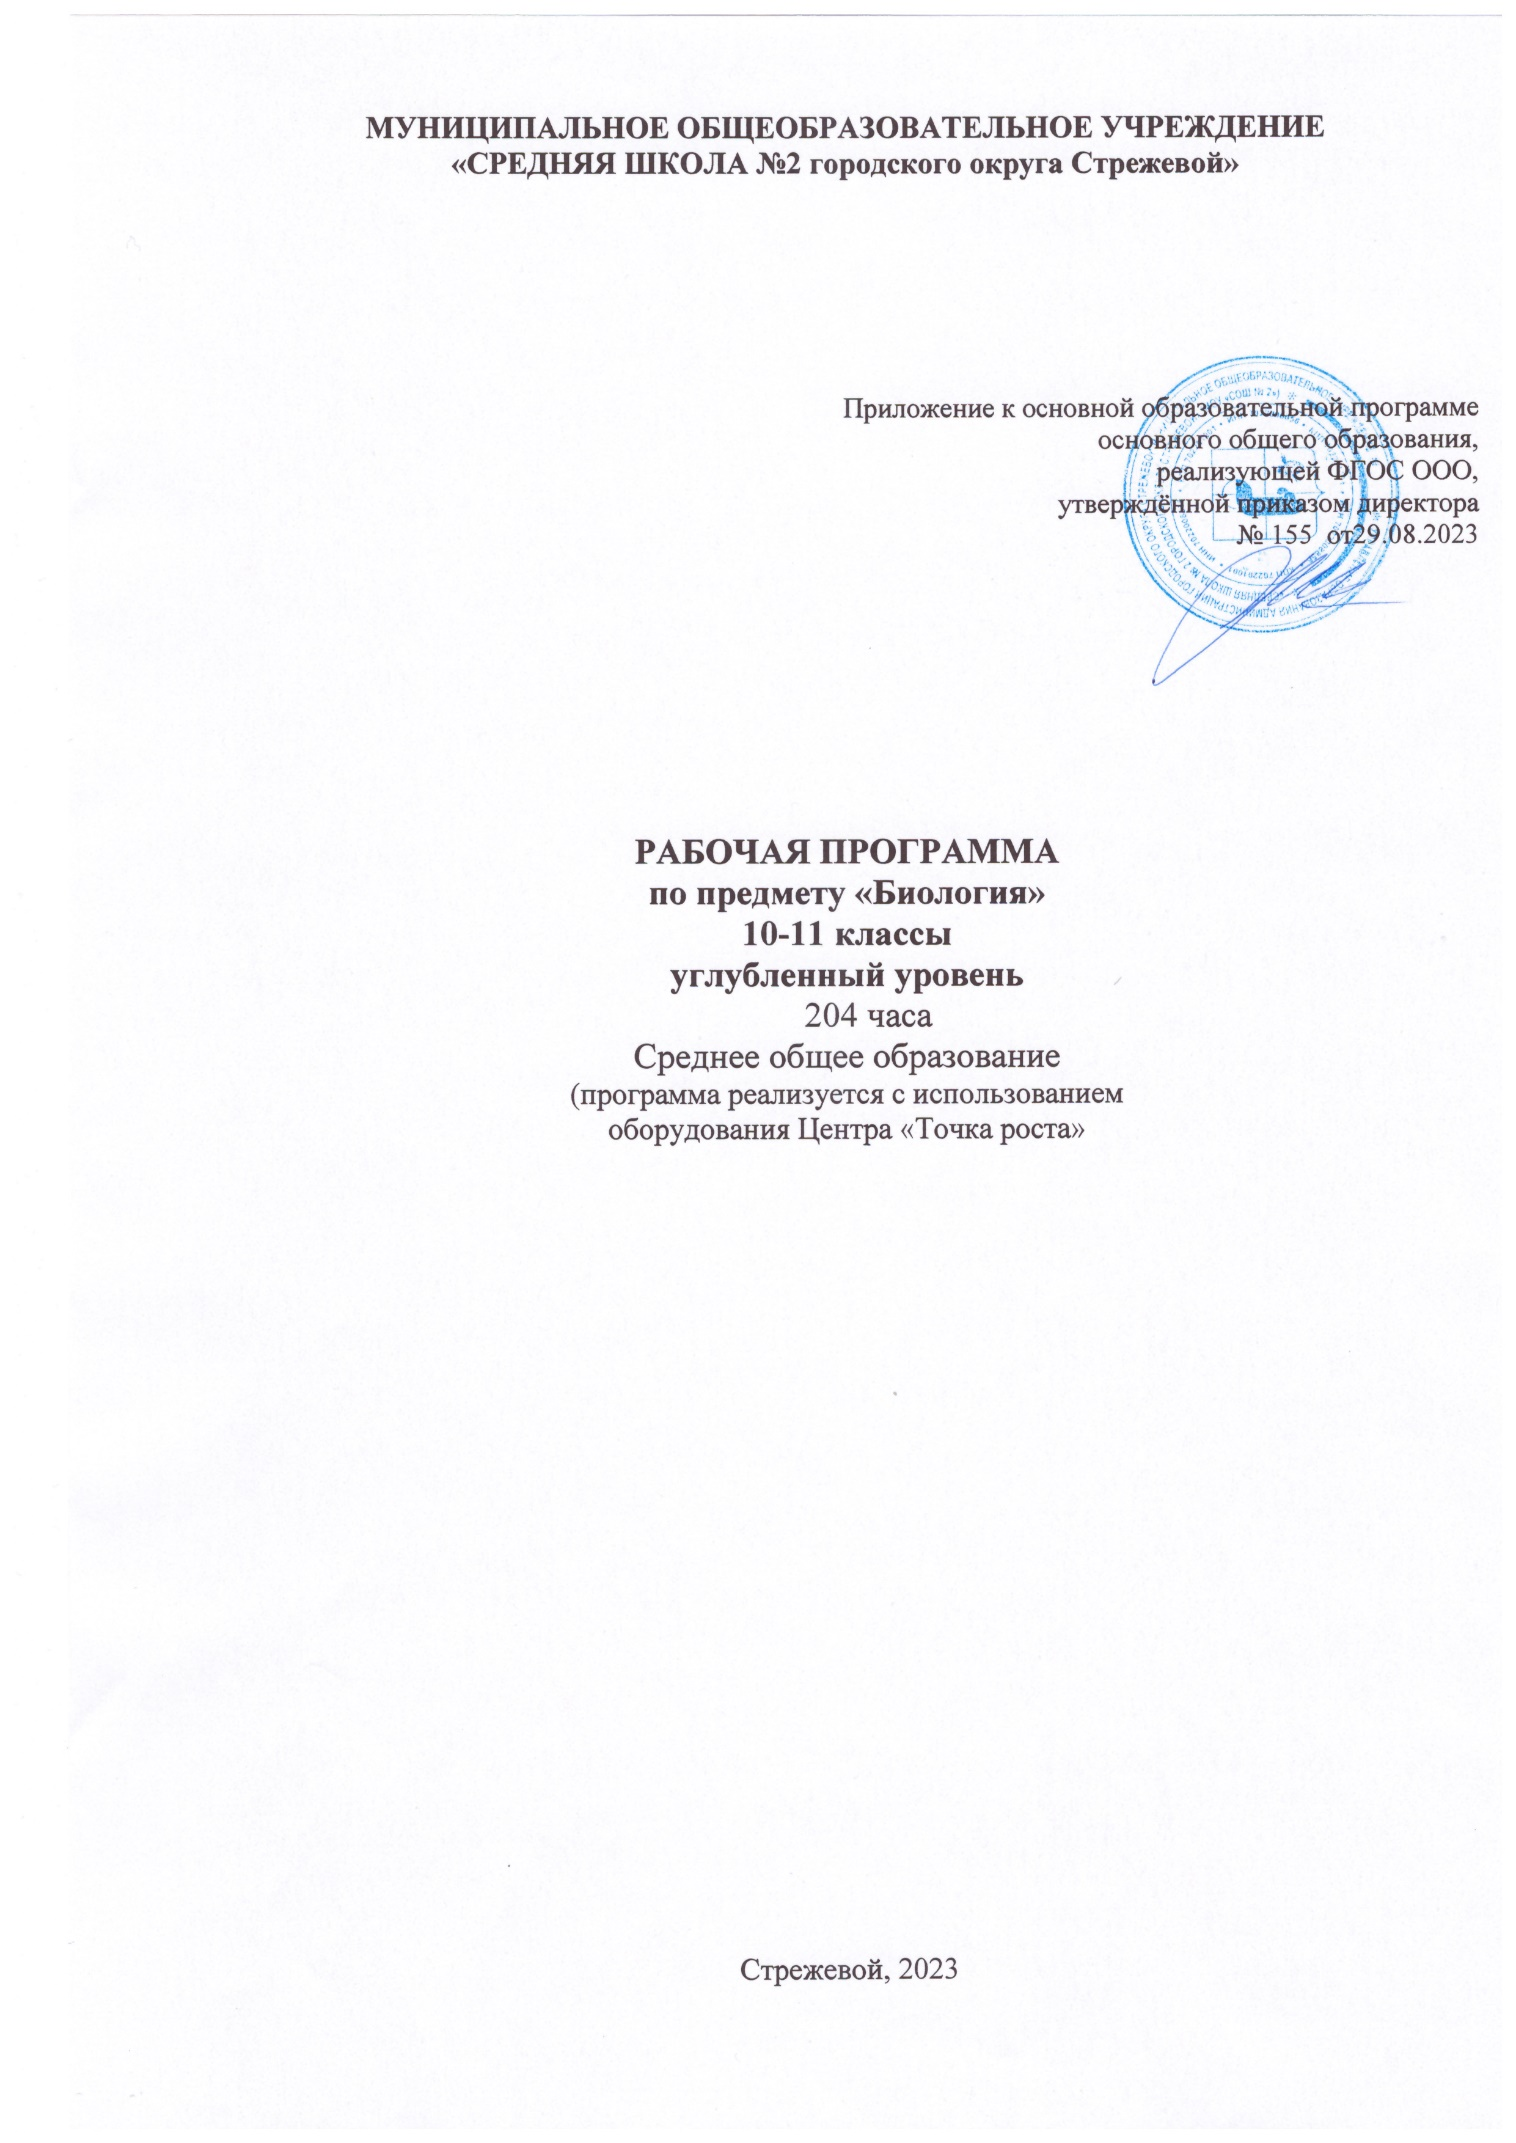 МУНИЦИПАЛЬНОЕ ОБЩЕОБРАЗОВАТЕЛЬНОЕ УЧРЕЖДЕНИЕ
«СРЕДНЯЯ ШКОЛА №2 городского округа Стрежевой»
Приложение к основной образовательной программе
основного общего образования,
реализующей ФГОС ООО,
утверждённой приказом директора
№ 155 от29.08.2023
РАБОЧАЯ ПРОГРАММА
по предмету «Биология»
10-11 классы
углубленный уровень
204 часа
Среднее общее образование
(программа реализуется с использованием
оборудования Центра «Точка роста»
Стрежевой, 2023